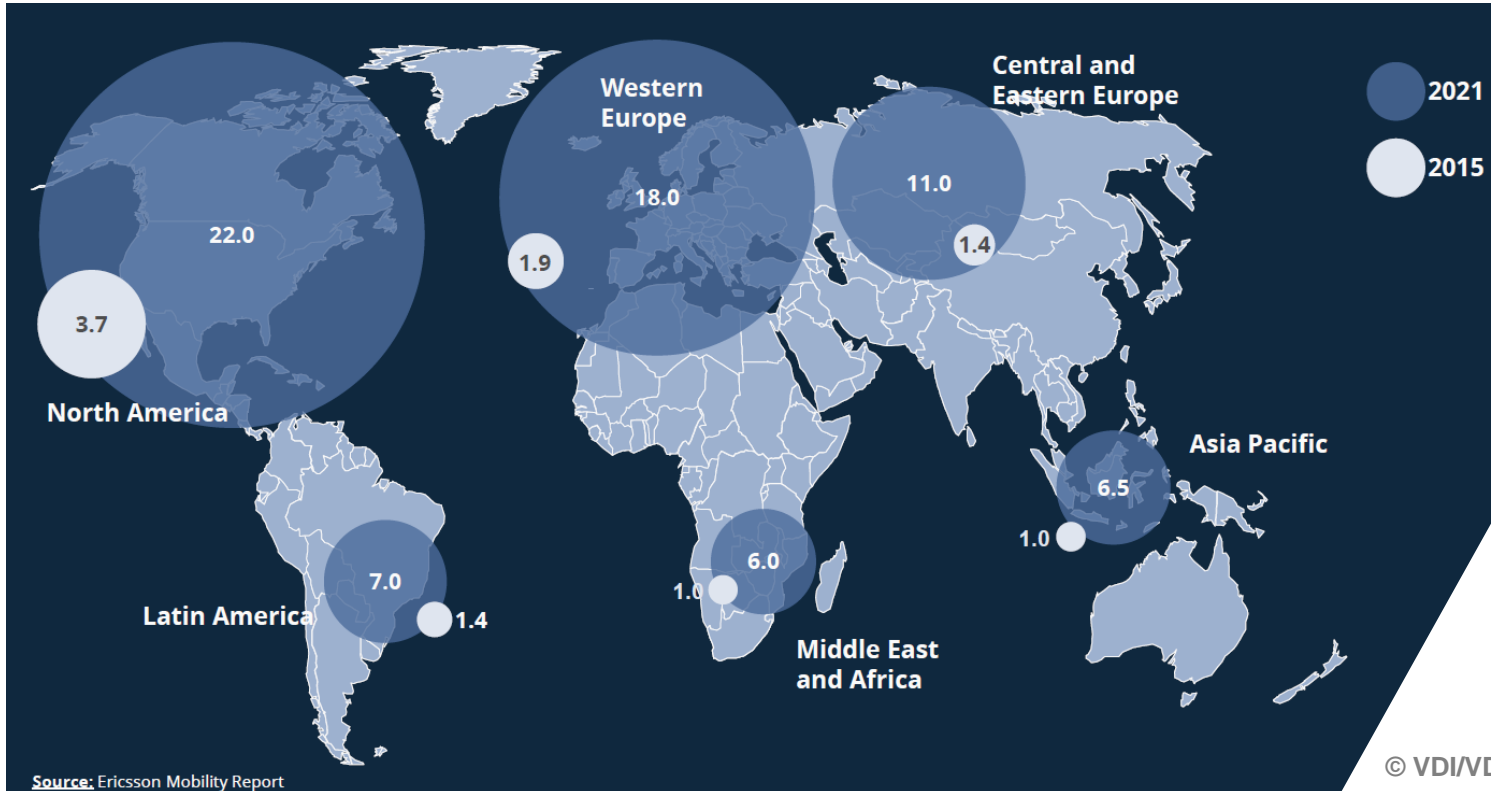 Western
Europe
Central and
Eastern Europe
2021
2015
18.0
11.0
22.0
1.9
1.4
3.7
North America
Asia Pacific
6.5
1.0
6.0
7.0
1.0
Latin America
1.4
Middle East
and Africa
Source: Ericsson Mobility Report
© VDI/VD